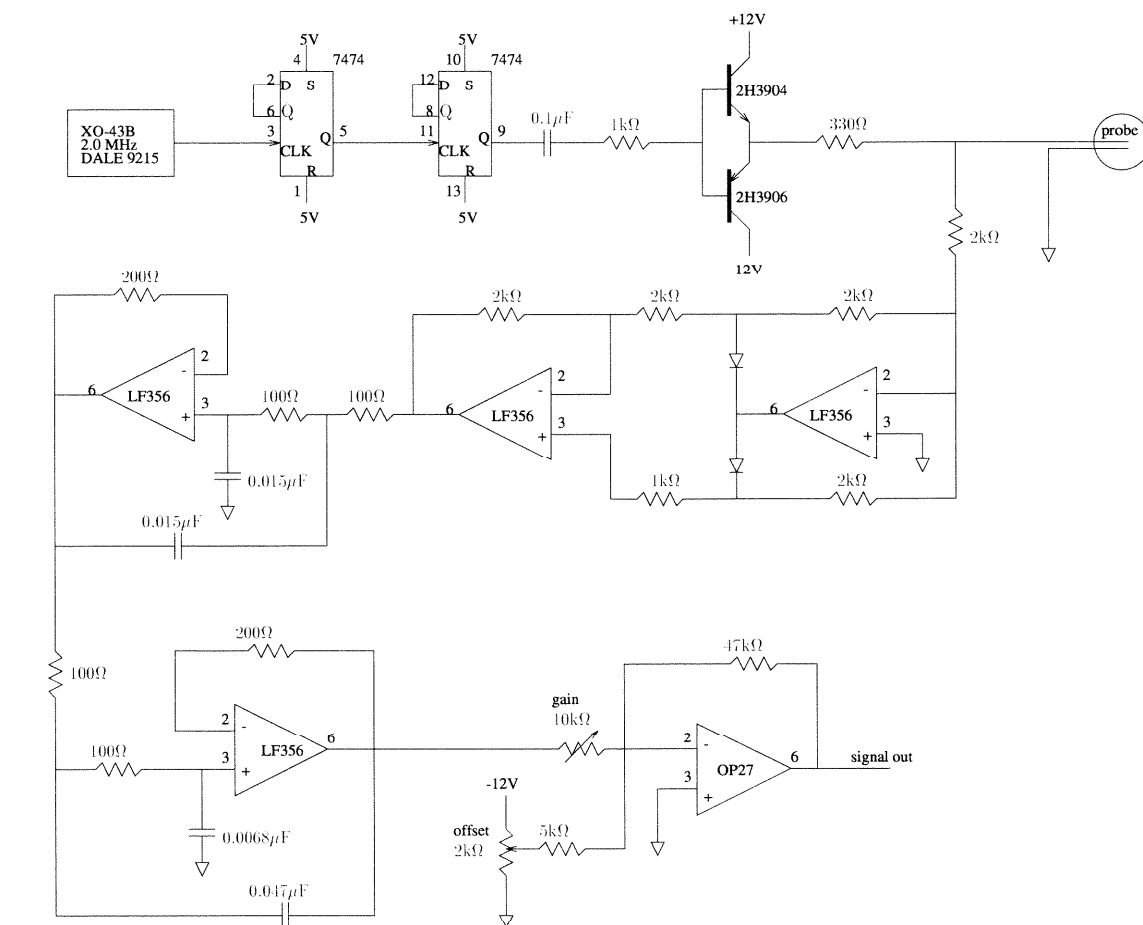 +12V
5V
5V
4
7474
10
7474
2
D
S
12
D
S
2H3904
6
Q
8
Q
0.1μF
1kΩ
330Ω
probe
XO-43B
2.0 MHz
DALE 9215
3
Q
5
11
Q
9
CLK
CLK
R
R
1
13
2H3906
5V
5V
2kΩ
12V
200Ω
2kΩ
2kΩ
2kΩ
2
-
2
-
2
-
6
LF356
3
+
100Ω
100Ω
6
LF356
3
+
6
LF356
3
+
0.015μF
1kΩ
2kΩ
0.015μF
200Ω
47kΩ
100Ω
gain
10kΩ
2
-
6
LF356
2
-
100Ω
3
+
6
signal out
OP27
3
+
-12V
offset
2kΩ
5kΩ
0.0068μF
0.047μF